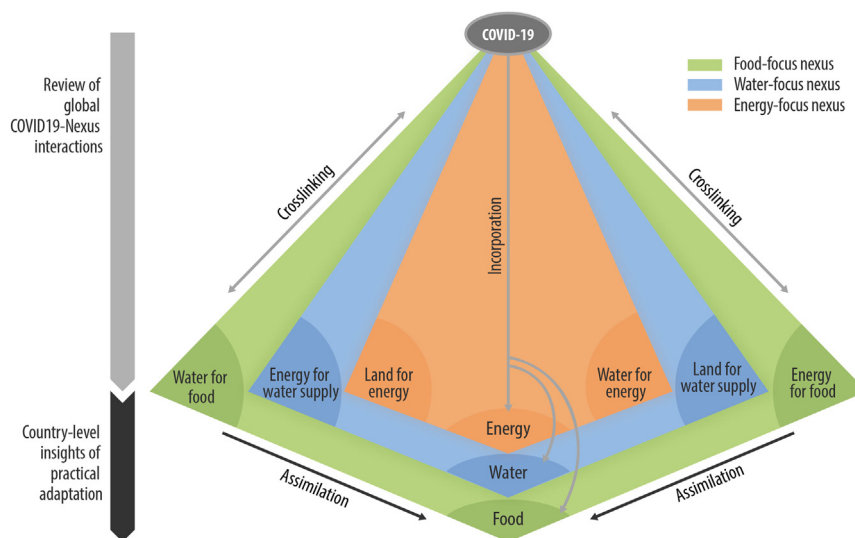 COVID-19
Review of
global
COVID19-Nexus
interactions
Food-focus nexus
Water-focus nexus
Energy-focus nexus
Crosslinking
Incorporation
Crosslinking
Water for
food
Energy for
water supply
Land for
energy
Water for
energy
Land for
water supply
Energy
for food
Energy
Water
Food
Country-level
insights of
practical
adaptation
Assimilation
Assimilation